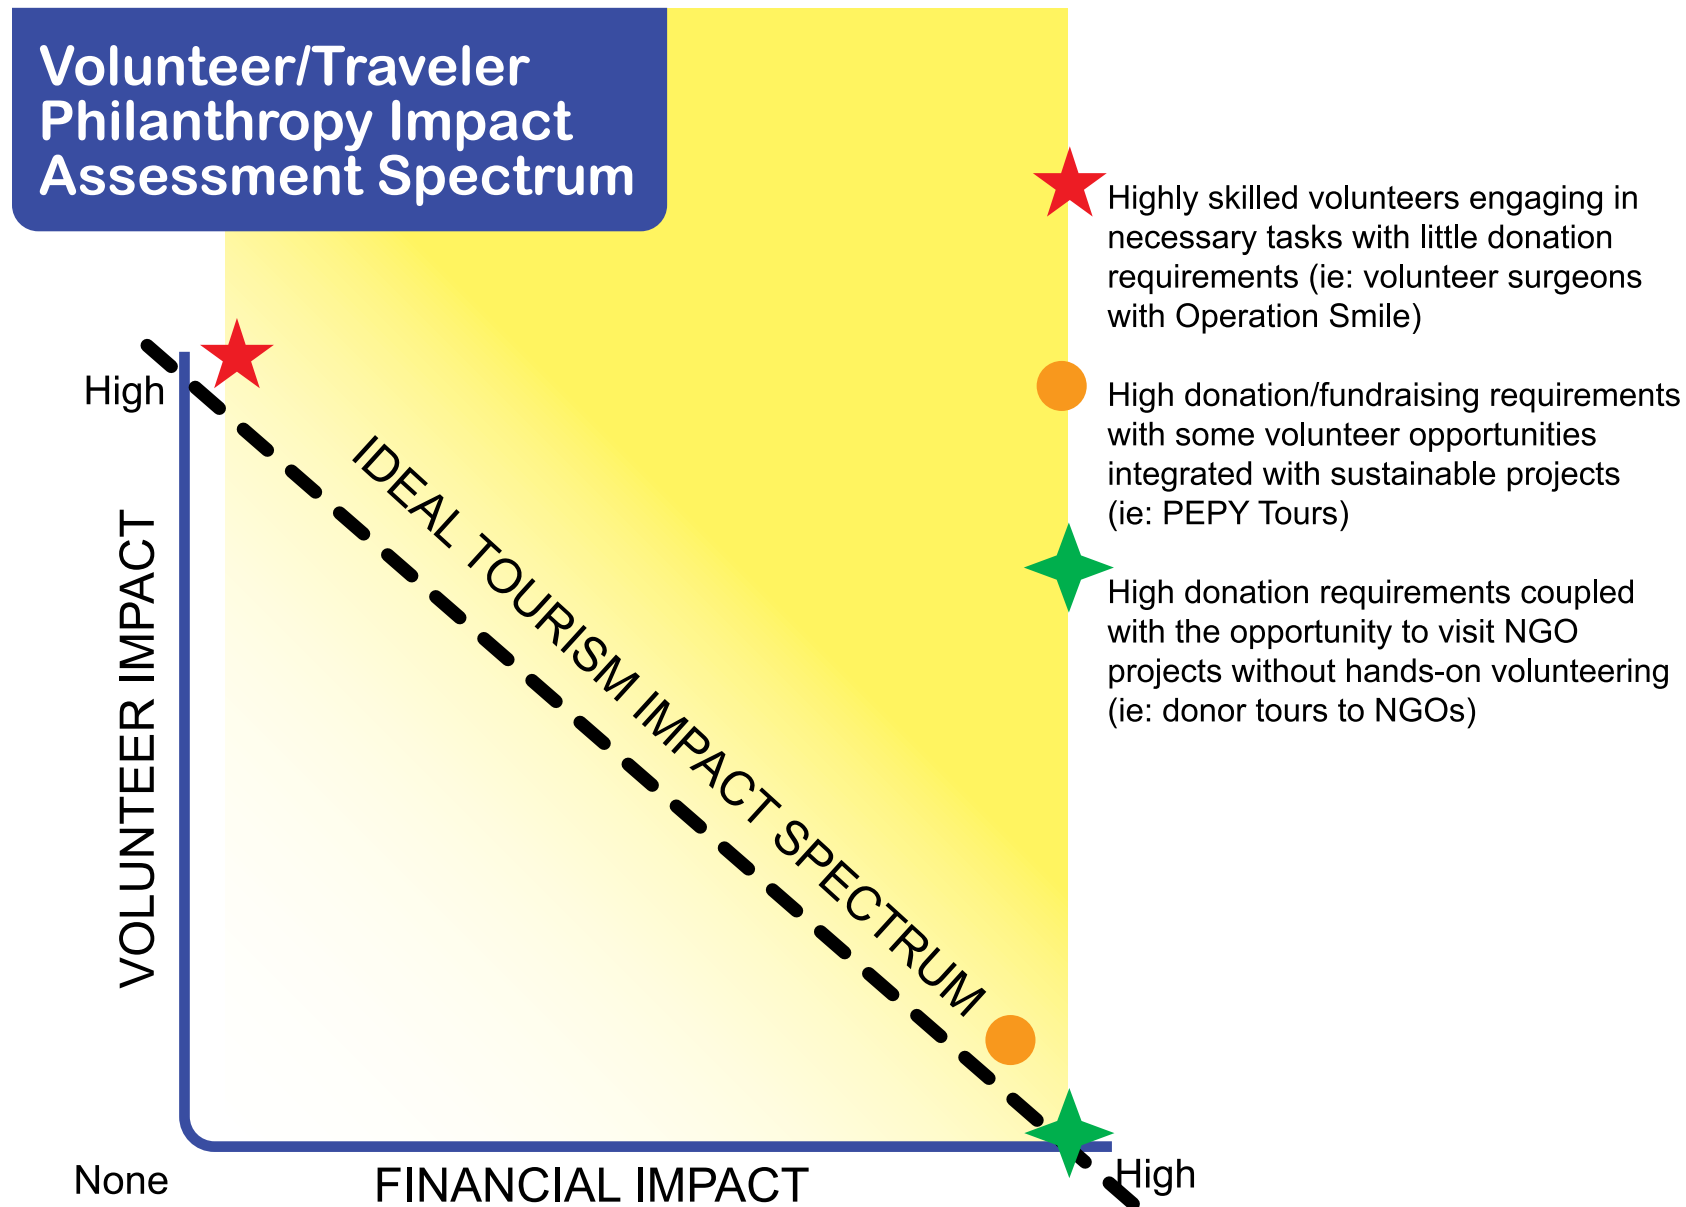 Volunteer/Traveler
Philanthropy Impact
Assessment Spectrum
Highly skilled volunteers engaging in
necessary tasks with little donation
requirements (ie: volunteer surgeons
with Operation Smile)
High donation/fundraising requirements
with some volunteer opportunities
integrated with sustainable projects
(ie: PEPY Tours)
High donation requirements coupled
with the opportunity to visit NGO
projects without hands-on volunteering
(ie: donor tours to NGOs)
High
VOLUNTEER IMPACT
IDEAL TOURISM IMPACT SPECTRUM
None
FINANCIAL IMPACT
High